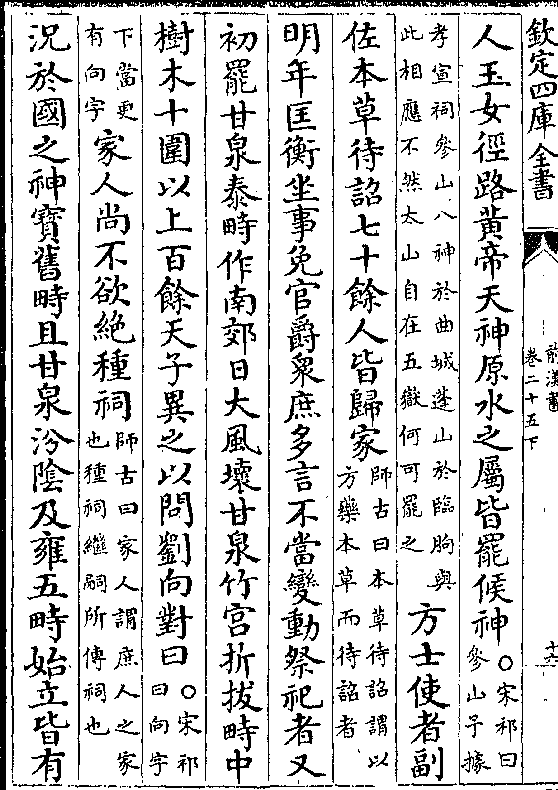 欽定四庫全書
前漢書
卷二十五下
十六
人玉女徑路黃帝天神原水之屬皆罷候神○宋祁曰參山子據
孝宣祠參山八神於曲城蓬山於臨朐與此相應不然太山自在五嶽何可罷之方士使者副
佐本草待詔七十餘人皆歸家師古曰本草待詔謂以方藥本草而待詔者
明年匡衡坐事免官爵衆庶多言不當變動祭祀者又
初罷甘泉泰畤作南郊日大風壞甘泉竹宮折拔畤中
樹木十圍以上百餘天子異之以問劉向對曰○宋祁曰向字
下當更有向字家人尚不欲絕種祠師古曰家人謂庶人之家也種祠繼嗣所傳祠也
況於國之神寶舊畤且甘泉汾陰及雍五畤始立皆有